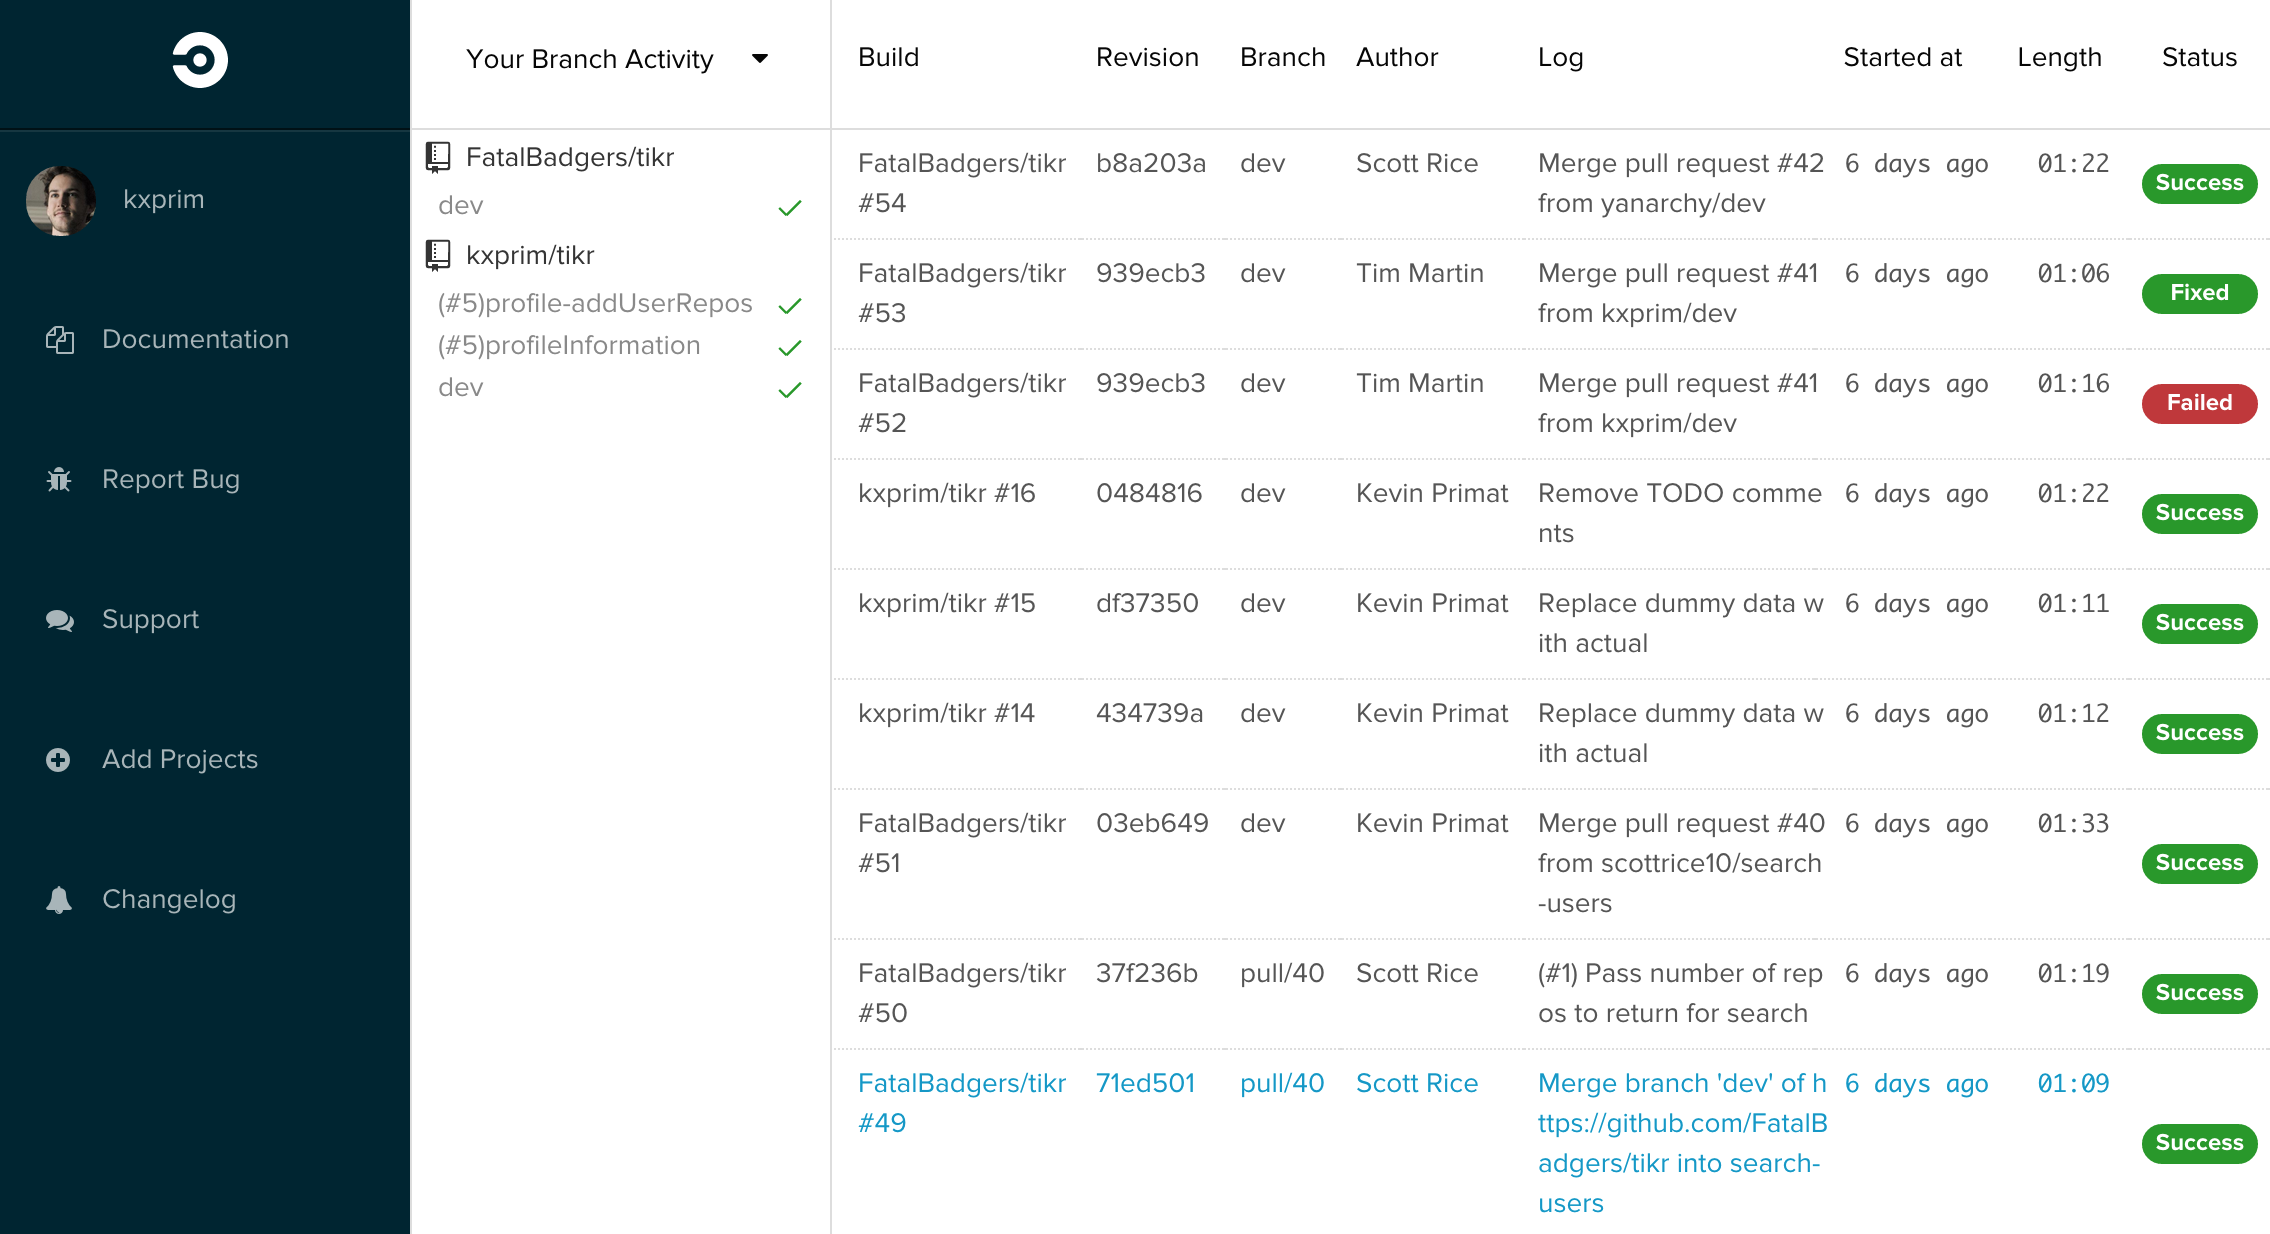 kxprim
Documentation
Report Bug
Support
Add Projects
Changelog
Your Branch Activity
FatalBadgers/tikr
dev
kxprim/tikr
(#5)profile-addUserRepos
(#5)profileInformation
dev
Build Revision Branch Author Log Started at Length Status
FatalBadgers/tikr b8a203a dev Scott Rice Merge pull request #42 6 days ago 01:22 Success
#54 from yanarchy/dev
FatalBadgers/tikr 939ecb3 dev Tim Martin Merge pull request #41 6 days ago 01:06 Fixed
#53 from kxprim/dev
FatalBadgers/tikr 939ecb3 dev Tim Martin Merge pull request #41 6 days ago 01:16 Failed
#52 from kxprim/dev
kxprim/tikr #16 0484816 dev Kevin Primat Remove TODO comme 6 days ago 01:22 Success
nts
kxprim/tikr #15 df37350 dev Kevin Primat Replace dummy data w 6 days ago 01:11 Success
ith actual
kxprim/tikr #14 434739a dev Kevin Primat Replace dummy data w 6 days ago 01:12 Success
ith actual
FatalBadgers/tikr 03eb649 dev Kevin Primat Merge pull request #40 6 days ago 01:33
#51 from scottrice10/search Success
-users
FatalBadgers/tikr 37f236b pull/40 Scott Rice (#1) Pass number of rep 6 days ago 01:19 Success
#50 os to return for search
FatalBadgers/tikr 71ed501 pull/40 Scott Rice Merge branch 'dev' of h 6 days ago 01:09
#49 ttps://github.com/FatalB Success
adgers/tikr into search-
users